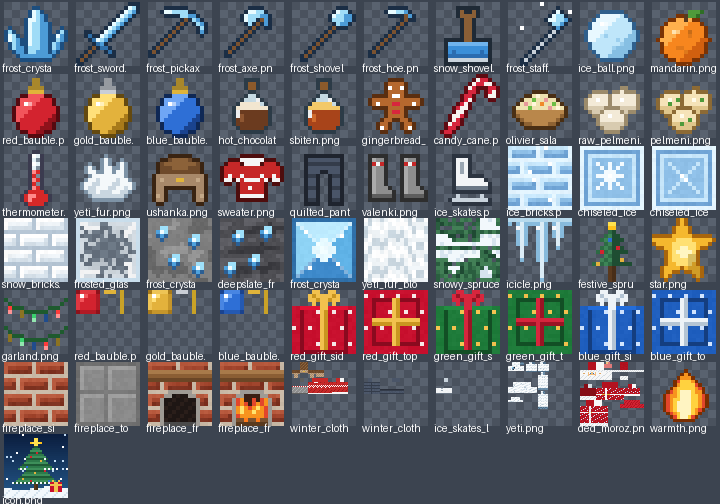 frost_crysta frost_sword. frost_pickax frost_axe.pn frost_shovel frost_hoe.pn snow_shovel. frost_staff. ice_ball.png mandarin.png
red_bauble.p gold_bauble. blue_bauble. hot_chocolat sbiten.png gingerbread_ candy_cane.p olivier_sala raw_pelmeni. pelmeni.png
thermometer. yeti_fur.png ushanka.png sweater.png quilted_pant valenki.png ice_skates.p ice_bricks.p chiseled_ice chiseled_ice
snow_bricks. frosted_glas frost_crysta deepslate_fr frost_crysta yeti_fur_blo snowy_spruce icicle.png festive_spru star.png
garland.png red_bauble.p gold_bauble. blue_bauble. red_gift_sid red_gift_top green_gift_s green_gift_t blue_gift_si blue_gift_to
fireplace_si fireplace_to fireplace_fr fireplace_fr winter_cloth winter_cloth ice_skates_l yeti.png ded_moroz.pn warmth.png
icon.png